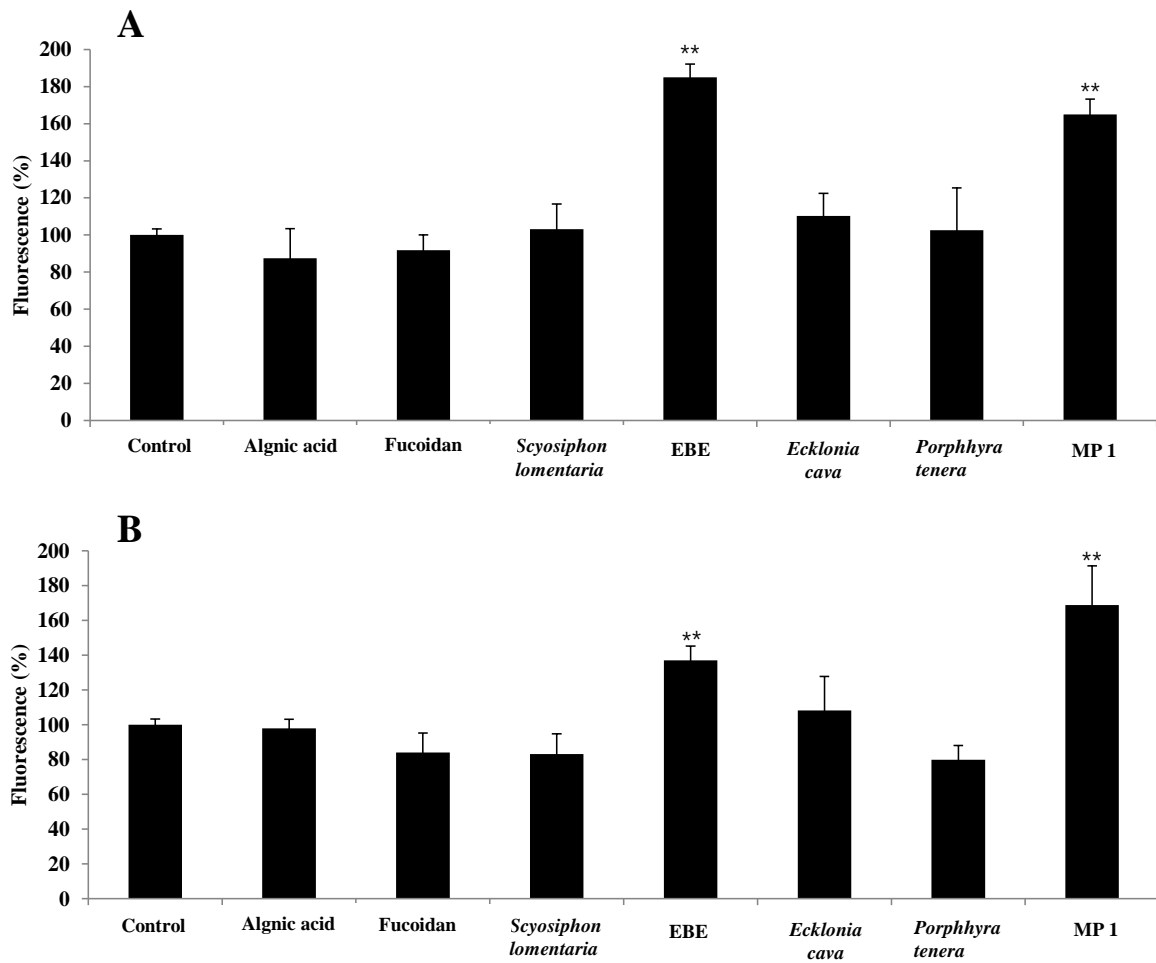 A
200
180
160
140
120
100
80
60
40
20
0
Fluorescence (%)
**
**
Control
Algnic acid
Fucoidan
Scyosiphon
lomentaria
EBE
Ecklonia
cava
Porphhyra
tenera
MP 1
B
200
180
160
140
120
100
80
60
40
20
0
Fluorescence (%)
**
**
Control
Algnic acid
Fucoidan
Scyosiphon
lomentaria
EBE
Ecklonia
cava
Porphhyra
tenera
MP 1